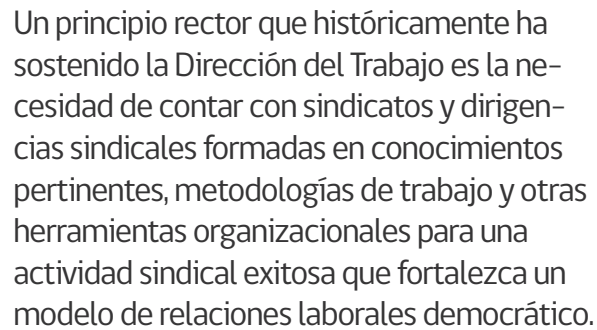 Un principio rector que históricamente ha
sostenido la Dirección del Trabajo es la ne-
cesidad de contar con sindicatos y dirigen-
cias sindicales formadas en conocimientos
pertinentes, metodologías de trabajo y otras
herramientas organizacionales para una
actividad sindical exitosa que fortalezca un
modelo de relaciones laborales democrático.